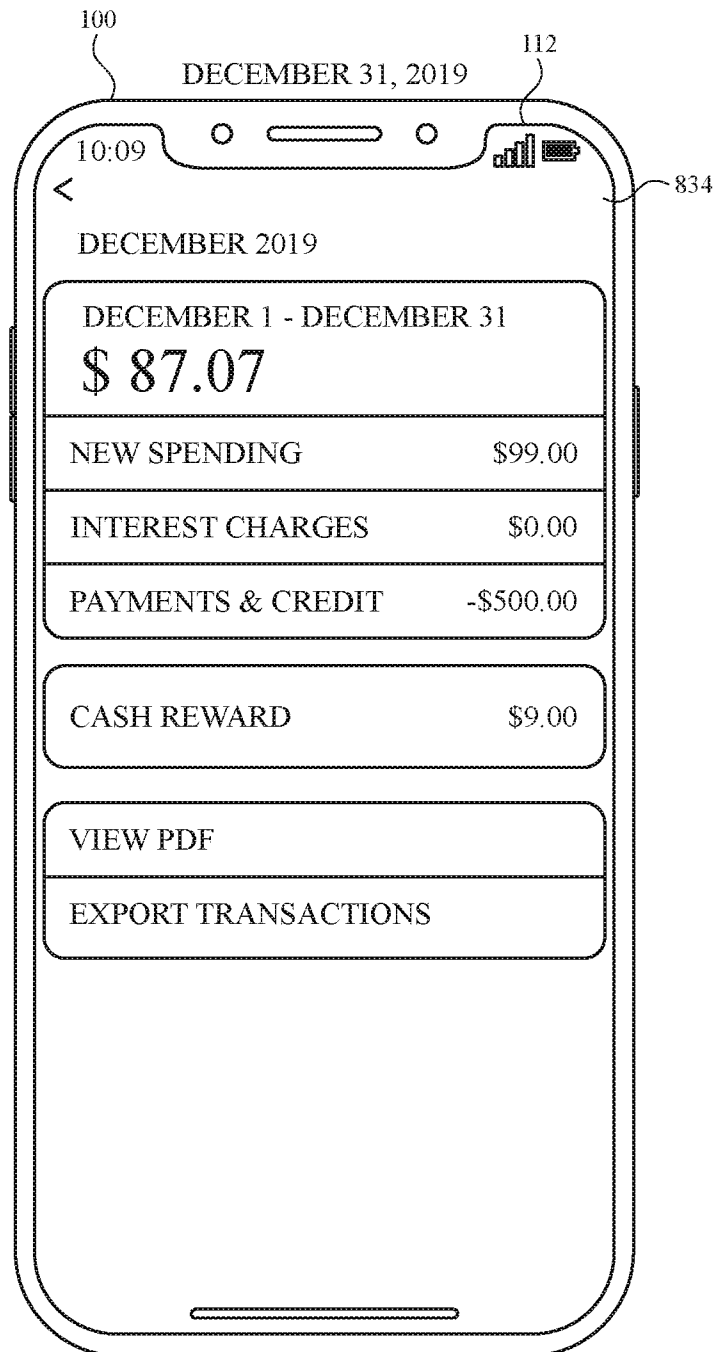 100
112
DECEMBER 31, 2019
10:09
<
834
DECEMBER 2019
DECEMBER 1 - DECEMBER 31
$ 87.07
NEW SPENDING $99.00
INTEREST CHARGES $0.00
PAYMENTS & CREDIT -$500.00
CASH REWARD $9.00
VIEW PDF
EXPORT TRANSACTIONS